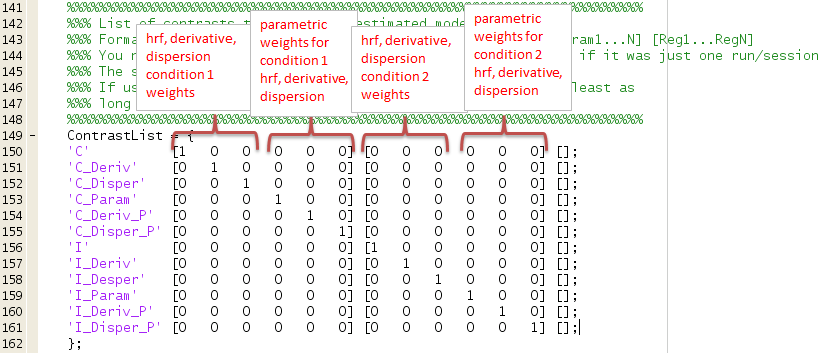 141 %%%%%%%%%%%%%%%%%%%%%%%%%%%%%%%%%%%%%%%%%%%%%%%%%%%%%%%%%%%%%%%%%%%%%%%%%%
142 %%% List of contrasts t estimated mode
143 %%% Forma ram1...N] [Reg1...RegN]
144 %%% You if it was just one run/session
145 %%% The s
146 %%% If us least as
147 %%% long
148 %%%%%%%%%%%%%%%%%%%%%%%%%%%%%%%%%%%%%%%%%%%%%%%%%%%%%%%%%%%%%%%%%%%%%%%%%%
hrf, derivative,
dispersion
condition 1
weights
parametric
weights for
condition 1
hrf, derivative,
dispersion
hrf, derivative,
dispersion
condition 2
weights
parametric
weights for
condition 2
hrf, derivative,
dispersion
149 - ContrastList = {
150 'C' [1 0 0 0 0 0] [0 0 0 0 0 0] [];
151 'C_Deriv' [0 1 0 0 0 0] [0 0 0 0 0 0] [];
152 'C_Disper' [0 0 1 0 0 0] [0 0 0 0 0 0] [];
153 'C_Param' [0 0 0 1 0 0] [0 0 0 0 0 0] [];
154 'C_Deriv_P' [0 0 0 0 1 0] [0 0 0 0 0 0] [];
155 'C_Disper_P' [0 0 0 0 0 1] [0 0 0 0 0 0] [];
156 'I' [0 0 0 0 0 0] [1 0 0 0 0 0] [];
157 'I_Deriv' [0 0 0 0 0 0] [0 1 0 0 0 0] [];
158 'I_Desper' [0 0 0 0 0 0] [0 0 1 0 0 0] [];
159 'I_Param' [0 0 0 0 0 0] [0 0 0 1 0 0] [];
160 'I_Deriv_P' [0 0 0 0 0 0] [0 0 0 0 1 0] [];
161 'I_Disper_P' [0 0 0 0 0 0] [0 0 0 0 0 1] [];
162 };